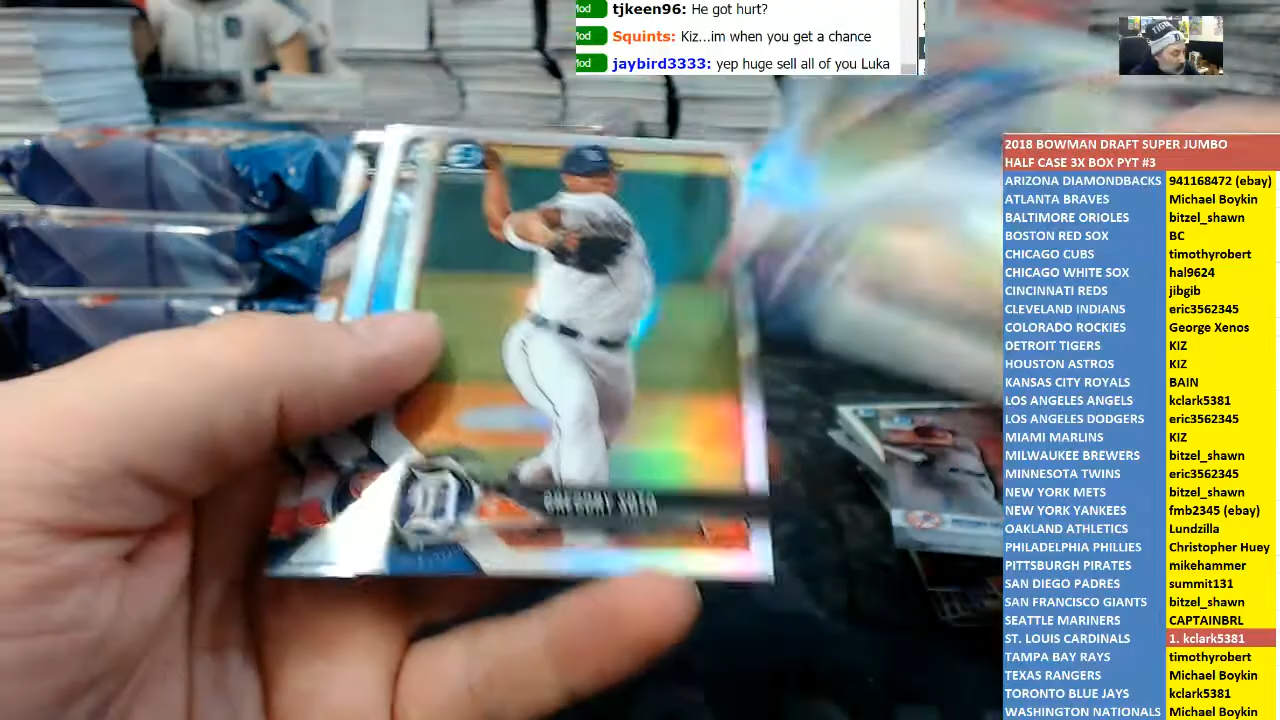 Mod tjkeen96: He got hurt?
Mod Squints: Kiz...im when you get a chance
Mod jaybird3333: yep huge sell all of you Luka
2018 BOWMAN DRAFT SUPER JUMBO
HALF CASE 3X BOX PYT #3
ARIZONA DIAMONDBACKS 941168472 (ebay)
ATLANTA BRAVES Michael Boykin
BALTIMORE ORIOLES bitzel_shawn
BOSTON RED SOX BC
CHICAGO CUBS timothyrobert
CHICAGO WHITE SOX hal9624
CINCINNATI REDS jibgib
CLEVELAND INDIANS eric3562345
COLORADO ROCKIES George Xenos
DETROIT TIGERS KIZ
HOUSTON ASTROS KIZ
KANSAS CITY ROYALS BAIN
LOS ANGELES ANGELS kclark5381
LOS ANGELES DODGERS eric3562345
MIAMI MARLINS KIZ
MILWAUKEE BREWERS bitzel_shawn
MINNESOTA TWINS eric3562345
NEW YORK METS bitzel_shawn
NEW YORK YANKEES fmb2345 (ebay)
OAKLAND ATHLETICS Lundzilla
PHILADELPHIA PHILLIES Christopher Huey
PITTSBURGH PIRATES mikehammer
SAN DIEGO PADRES summit131
SAN FRANCISCO GIANTS bitzel_shawn
SEATTLE MARINERS CAPTAINBRL
ST. LOUIS CARDINALS 1. kclark5381
TAMPA BAY RAYS timothyrobert
TEXAS RANGERS Michael Boykin
TORONTO BLUE JAYS kclark5381
WASHINGTON NATIONALS Michael Boykin